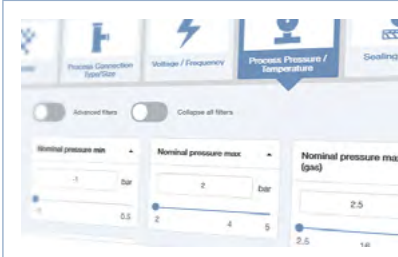 Process Connection
Type/Size
Voltage / Frequency
Process Pressure /
Temperature
Sealing
Advanced filters
Collapse all filters
Nominal pressure min
Nominal pressure max
Nominal pressure max
(gas)
-1
bar
2
bar
2.5
-1
0.5
2
4
5
2.5
16